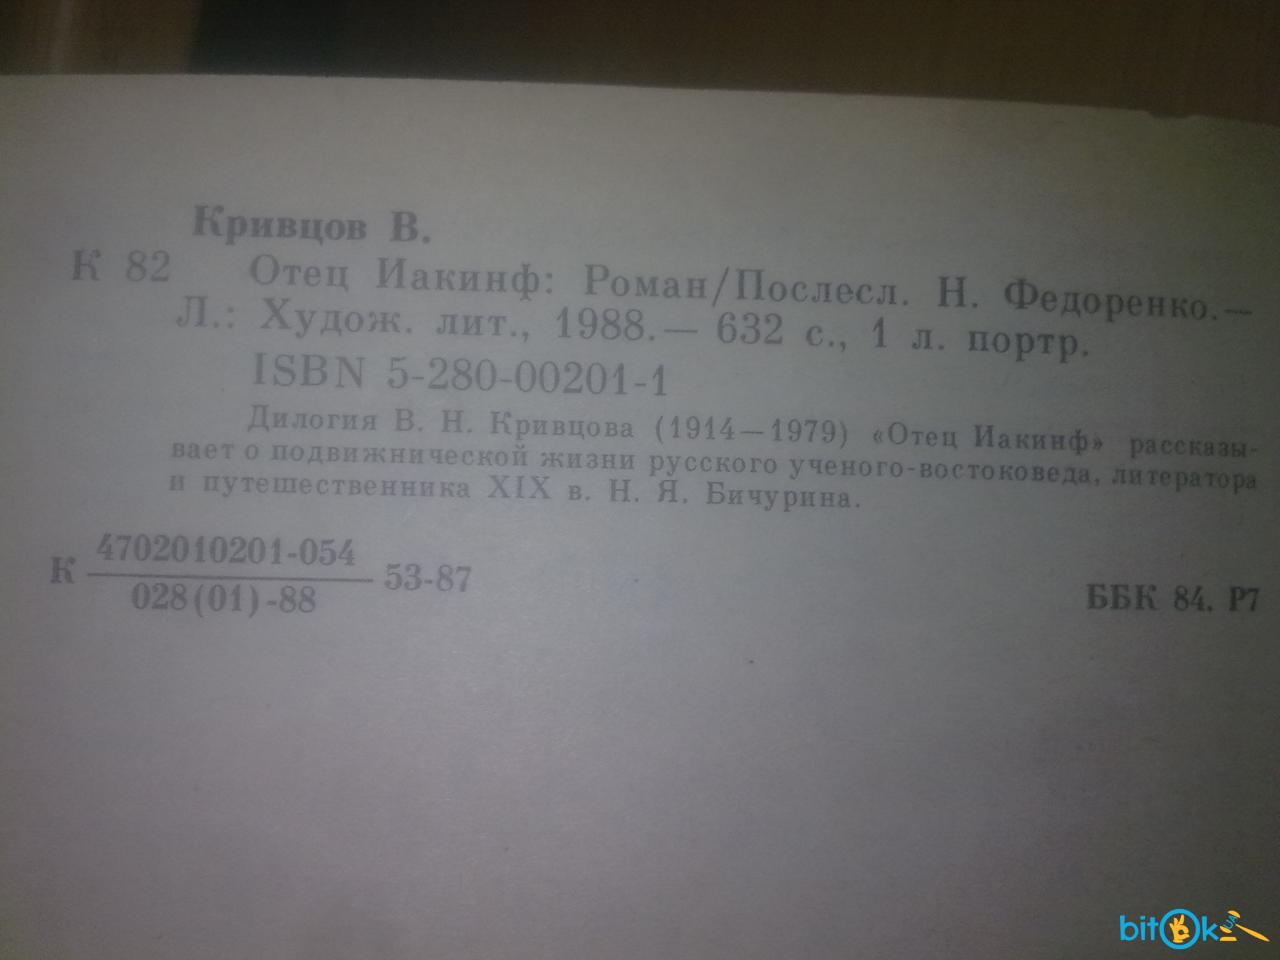 Кривцов В.
К 82 Отец Иакинф: Роман/Послесл. Н. Федоренко.—
Л.: Худож. лит., 1988.— 632 с., 1 л. портр.
ISBN 5-280-00201-1
Дилогия В. Н. Кривцова (1914—1979) «Отец Иакинф» рассказы-
вает о подвижнической жизни русского ученого-востоковеда, литератора
и путешественника XIX в. Н. Я. Бичурина.
4702010201-054
К 53-87
028(01)-88
ББК 84. Р7
bitOk UA